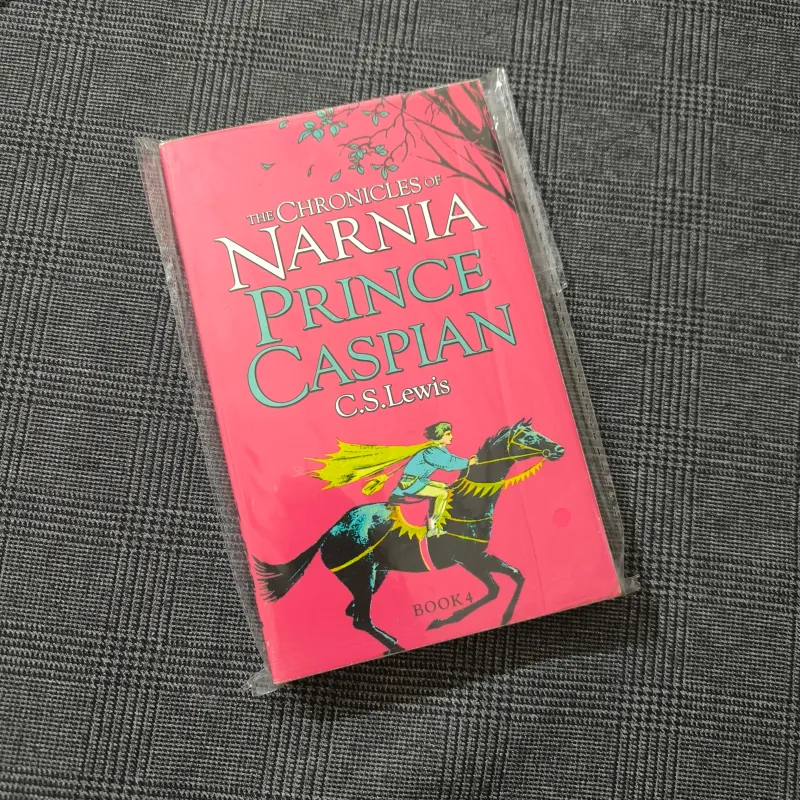 THE CHRONICLES OF
NARNIA
PRINCE
CASPIAN
C.S.Lewis
BOOK 4